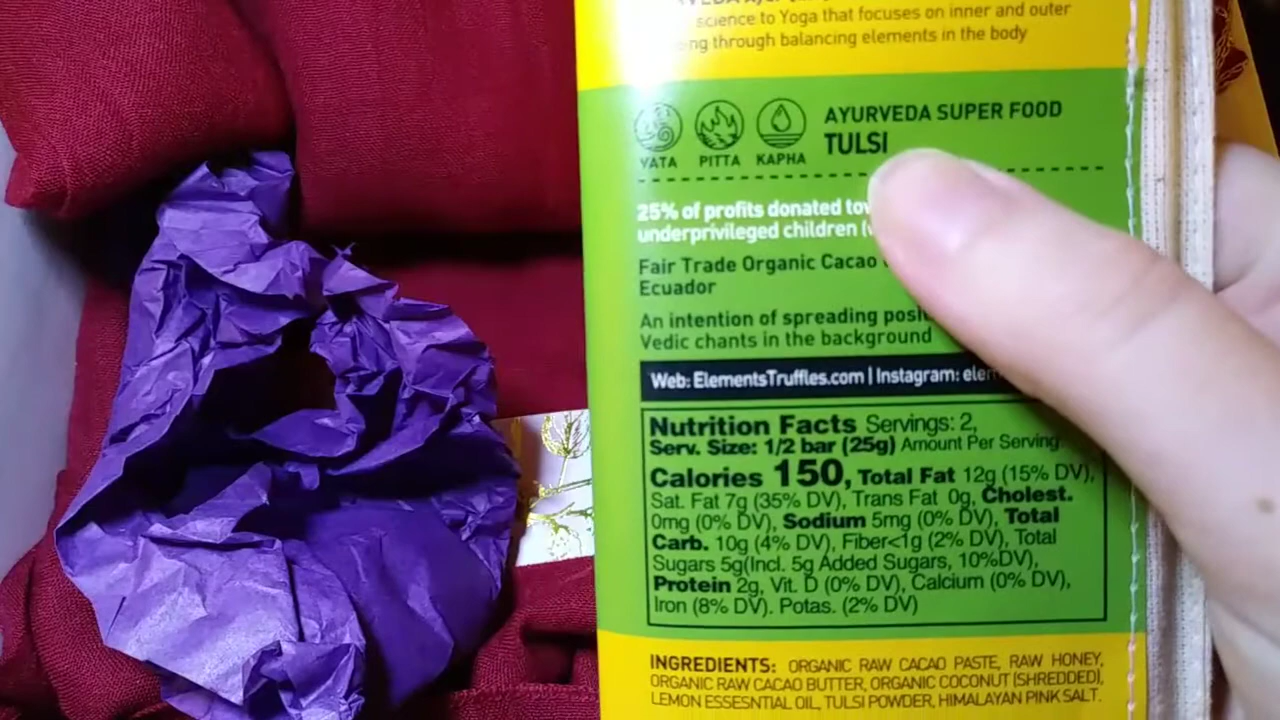 science to Yoga that focuses on inner and outer
through balancing elements in the body
VATA PITTA KAPHA
AYURVEDA SUPER FOOD
TULSI
25% of profits donated
underprivileged children
Fair Trade Organic Cacao
Ecuador
An intention of spreading
Vedic chants in the background
Web: ElementsTruffles.com | Instagram:
Nutrition Facts Servings: 2,
Serv. Size: 1/2 bar (25g) Amount Per Serving
Calories 150, Total Fat 12g (15% DV),
Sat. Fat 7g (35% DV), Trans Fat 0g, Cholest.
0mg (0% DV), Sodium 5mg (0% DV), Total
Carb. 10g (4% DV), Fiber<1g (2% DV), Total
Sugars 5g(Incl. 5g Added Sugars, 10%DV),
Protein 2g, Vit. D (0% DV), Calcium (0% DV),
Iron (8% DV). Potas. (2% DV)
INGREDIENTS: ORGANIC RAW CACAO PASTE, RAW HONEY,
ORGANIC RAW CACAO BUTTER, ORGANIC COCONUT (SHREDDED),
LEMON ESSESNTIAL OIL, TULSI POWDER, HIMALAYAN PINK SALT.